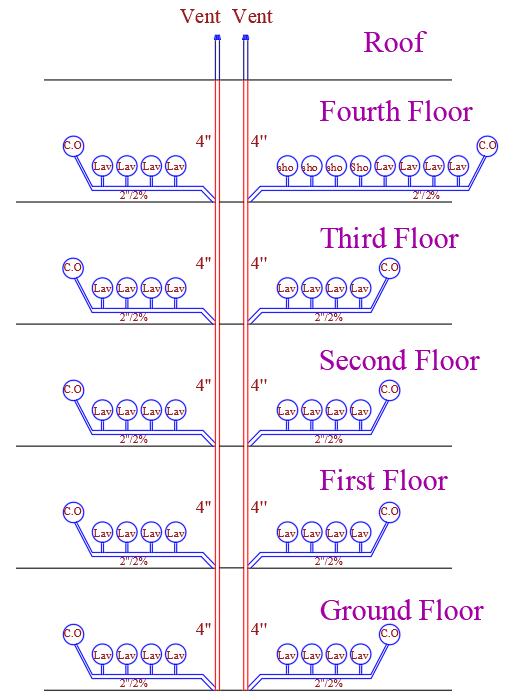 Vent Vent
Roof
Fourth Floor
4" 4"
C.O C.O
Lav Lav Lav Lav sho sho sho Sho Lav Lav Lav Lav
2"/2% 2"/2%
Third Floor
4" 4"
C.O C.O
Lav Lav Lav Lav Lav Lav Lav Lav
2"/2% 2"/2%
Second Floor
4" 4"
C.O C.O
Lav Lav Lav Lav Lav Lav Lav Lav
2"/2% 2"/2%
First Floor
4" 4"
C.O C.O
Lav Lav Lav Lav Lav Lav Lav Lav
2"/2% 2"/2%
Ground Floor
4" 4"
C.O C.O
Lav Lav Lav Lav Lav Lav Lav Lav
2"/2% 2"/2%